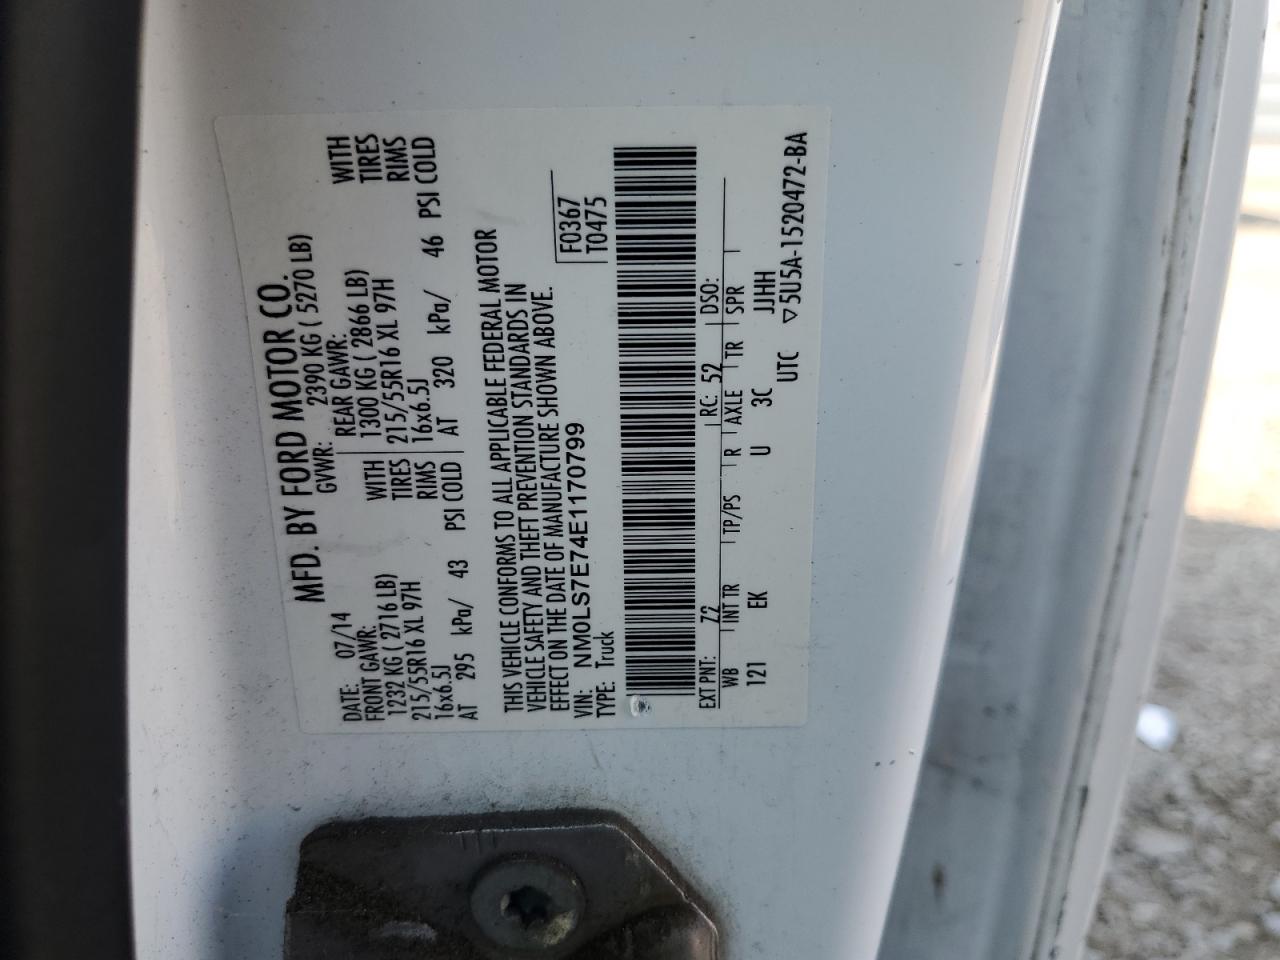 MFD. BY FORD MOTOR CO.
DATE: 07/14 GVWR: 2390 KG ( 5270 LB)
FRONT GAWR: REAR GAWR:
1232 KG ( 2716 LB) WITH 1300 KG ( 2866 LB) WITH
215/55R16 XL 97H TIRES 215/55R16 XL 97H TIRES
16x6.5J RIMS 16x6.5J RIMS
AT 295 kPa/ 43 PSI COLD AT 320 kPa/ 46 PSI COLD
THIS VEHICLE CONFORMS TO ALL APPLICABLE FEDERAL MOTOR
VEHICLE SAFETY AND THEFT PREVENTION STANDARDS IN
EFFECT ON THE DATE OF MANUFACTURE SHOWN ABOVE.
VIN: NM0LS7E74E1170799 F0367
TYPE: Truck T0475
EXT PNT: Z2 RC: 52 DSO:
WB INT TR TP/PS R AXLE TR SPR
121 EK U 3C JJHH
UTC ▽5U5A-1520472-BA